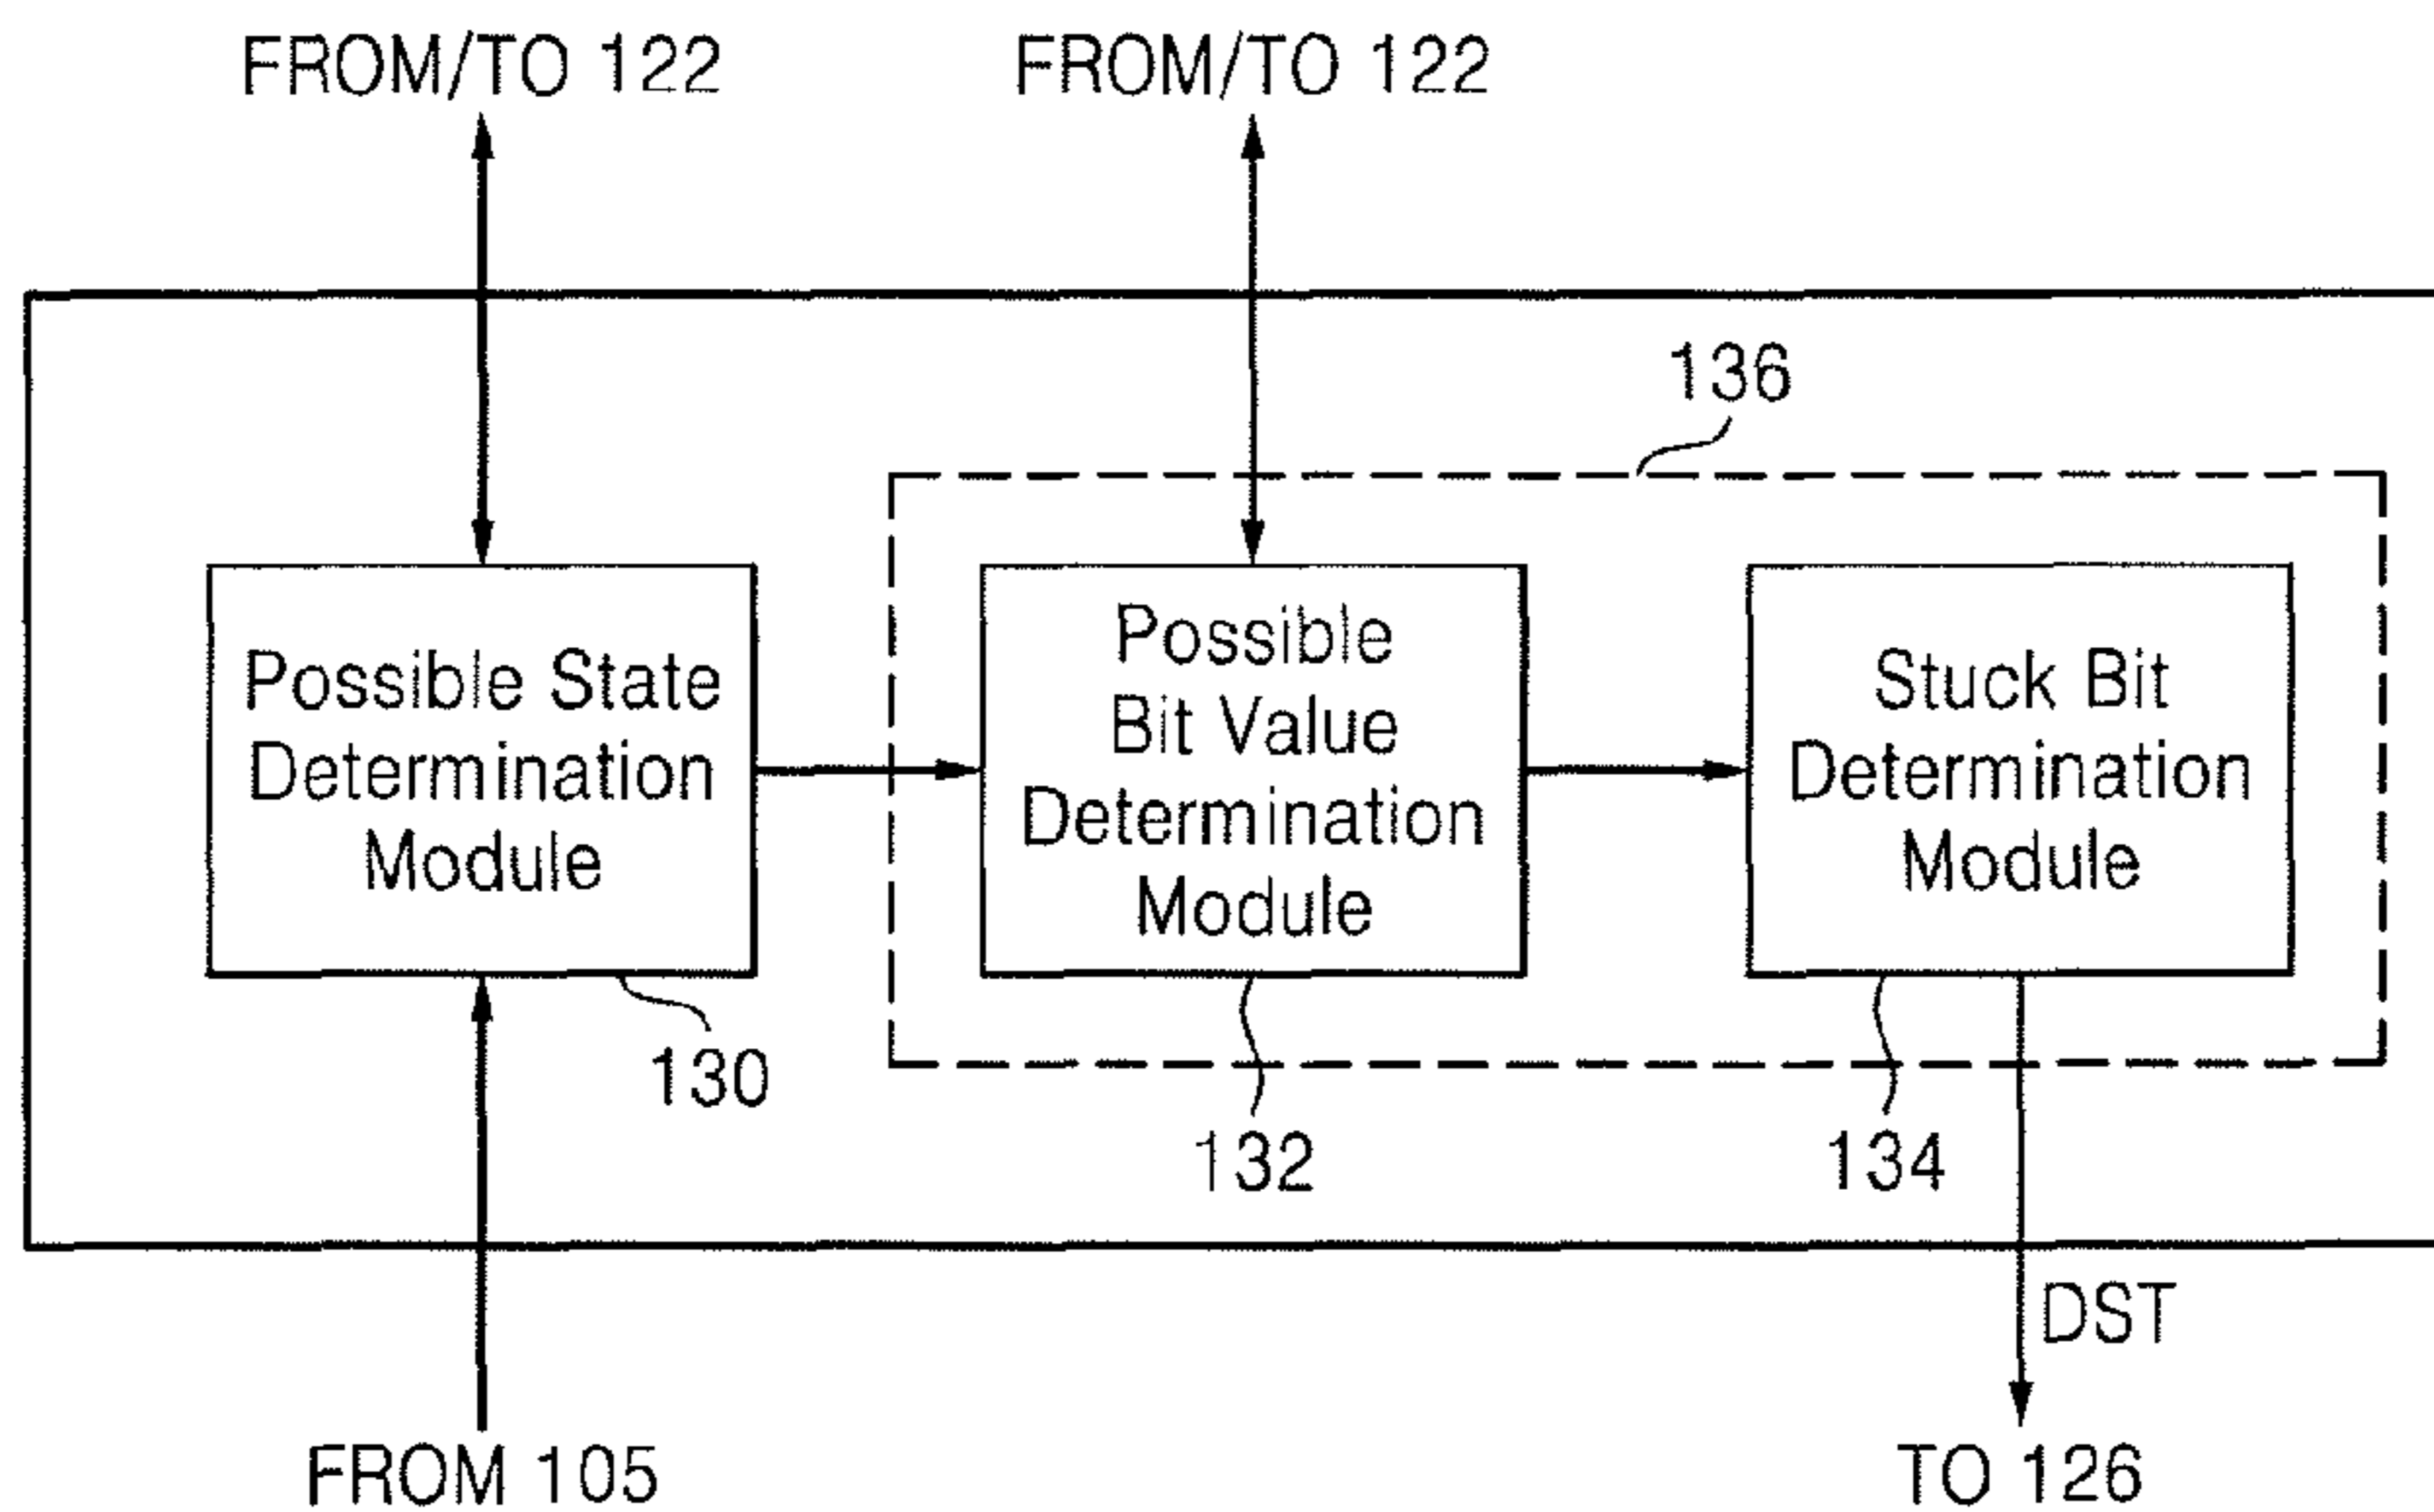 FROM/TO 122
FROM/TO 122
136
Possible State
Determination
Module
Possible
Bit Value
Determination
Module
Stuck Bit
Determination
Module
130
132
134
DST
FROM 105
TO 126